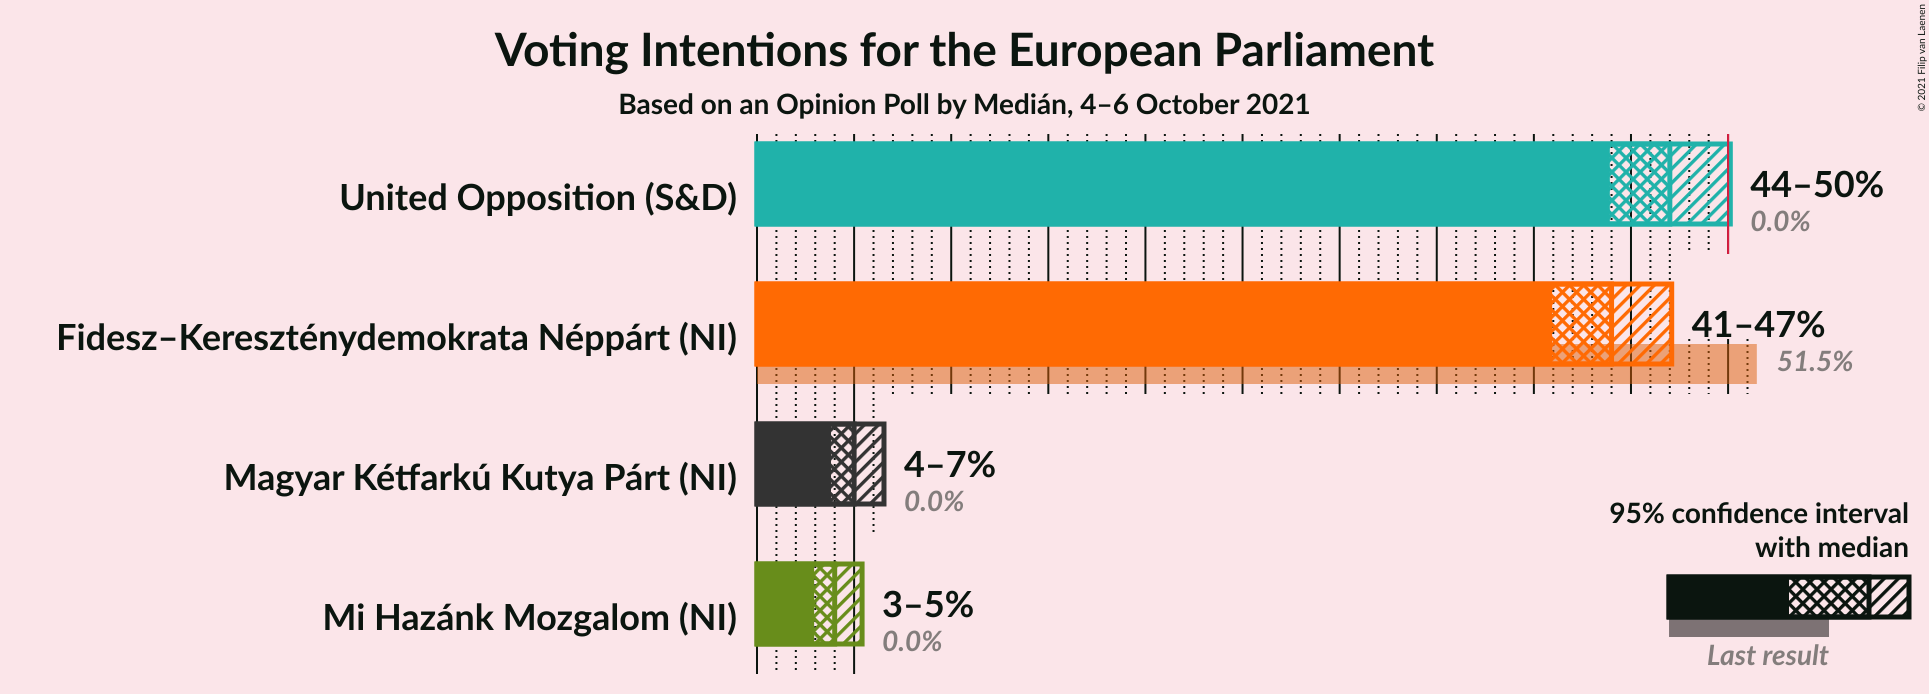 Voting Intentions for the European Parliament
Based on an Opinion Poll by Medián, 4–6 October 2021
© 2021 Filip van Laenen
United Opposition (S&D)
44–50%
0.0%
Fidesz–Kereszténydemokrata Néppárt (NI)
41–47%
51.5%
Magyar Kétfarkú Kutya Párt (NI)
4–7%
0.0%
Mi Hazánk Mozgalom (NI)
3–5%
0.0%
95% confidence interval
with median
Last result